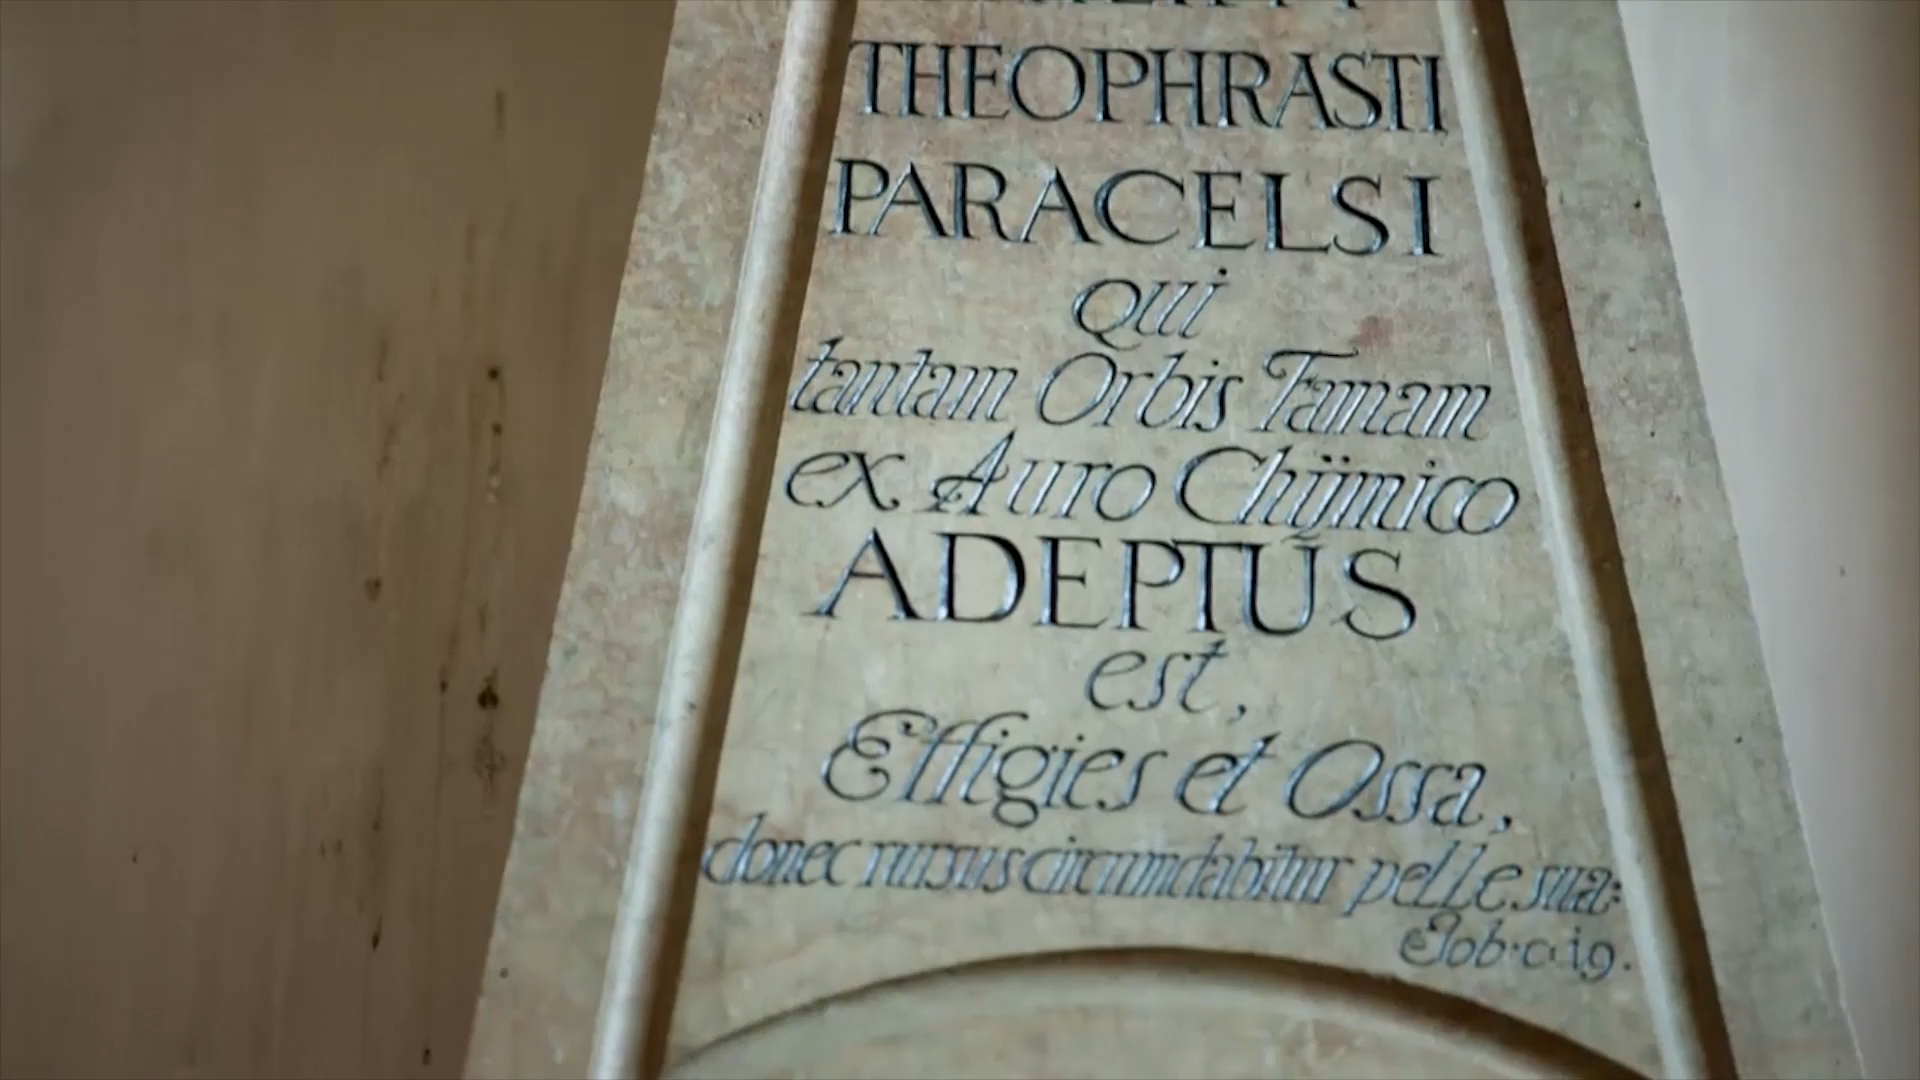 THEOPHRASTI
PARACELSI
qui
tantam Orbis Famam
ex Auro Chÿmico
ADEPTUS
est,
Effigies et Ossa,
donec rursus circumdabitur pelle sua:
Job·c·19.